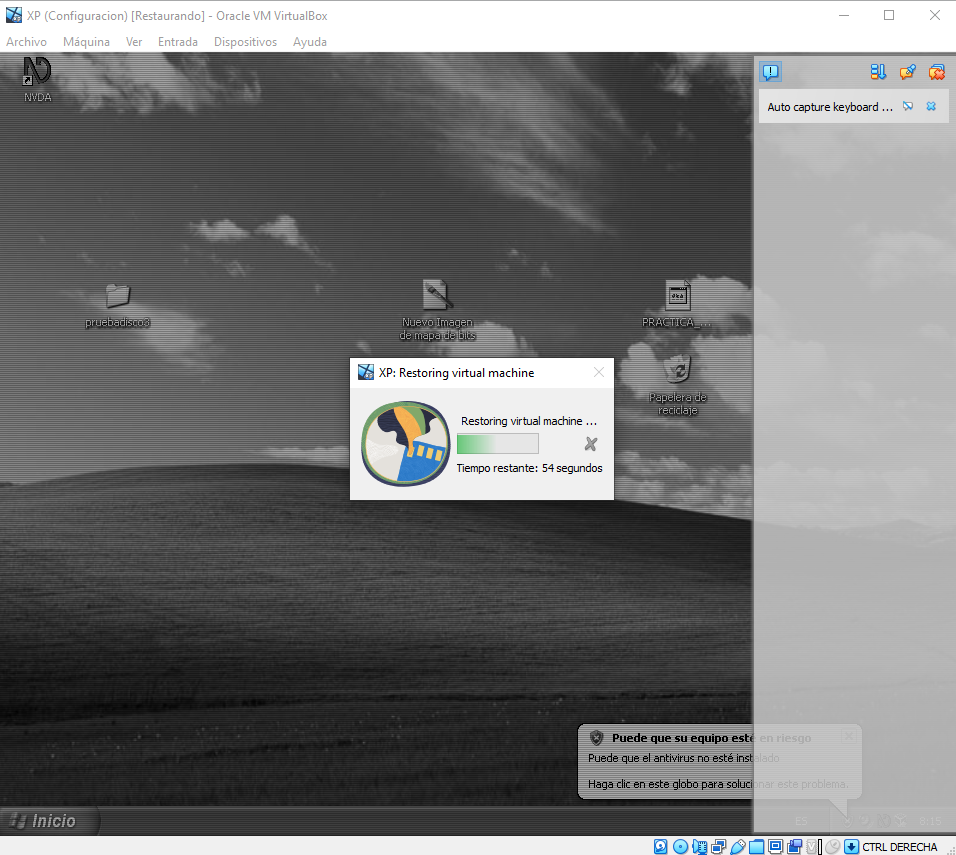 XP (Configuracion) [Restaurando] - Oracle VM VirtualBox
Archivo Máquina Ver Entrada Dispositivos Ayuda
NVDA
Auto capture keyboard ...
pruebadisco3
Nuevo Imagen
de mapa de bits
PRACTICA_...
Papelera de
reciclaje
XP: Restoring virtual machine
Restoring virtual machine ...
Tiempo restante: 54 segundos
Puede que su equipo esté en riesgo
Puede que el antivirus no esté instalado
Haga clic en este globo para solucionar este problema.
Inicio
ES
8:15
CTRL DERECHA